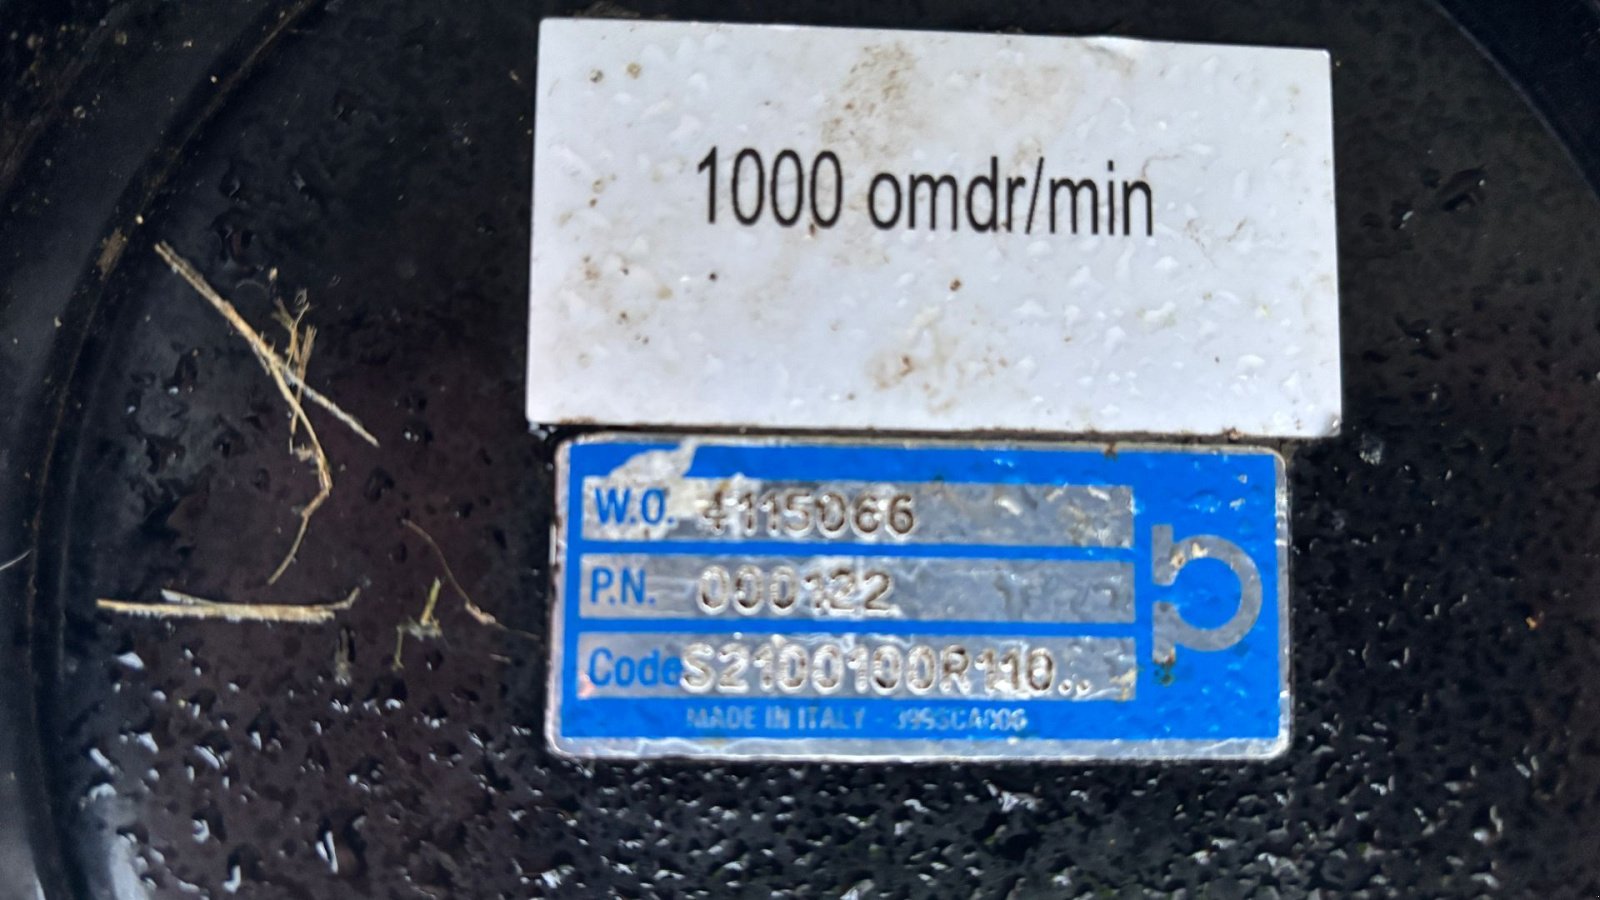 1000 omdr/min
W.O. 4115066
P.N. 000122
Code S2100100R110..
MADE IN ITALY -